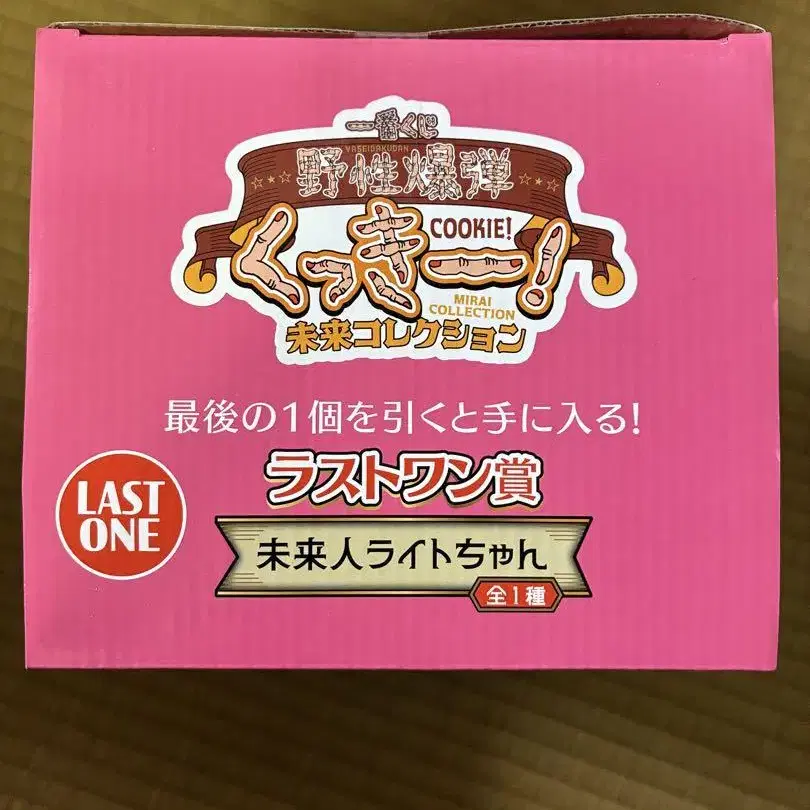 一番くじ
YASEIBAKUDAN
野性爆弾
COOKIE!
くっきー!
MIRAI
COLLECTION
未来コレクション
最後の1個を引くと手に入る!
ラストワン賞
LAST
ONE
未来人ライトちゃん
全1種